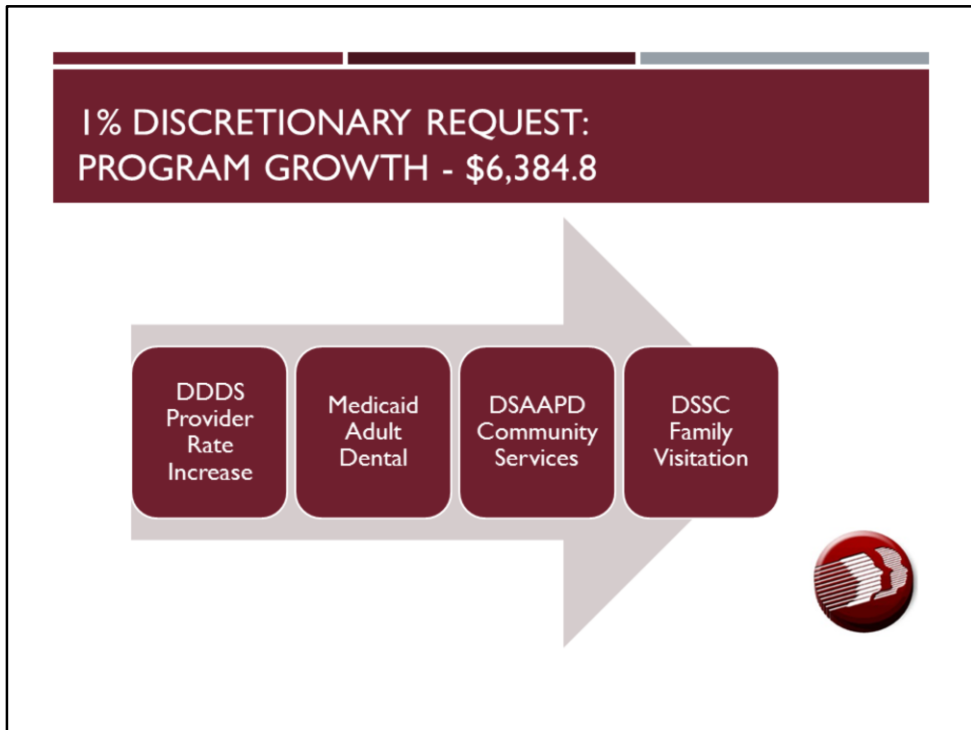 1% DISCRETIONARY REQUEST:
PROGRAM GROWTH - $6,384.8
DDDS
Provider
Rate
Increase
Medicaid
Adult
Dental
DSAAPD
Community
Services
DSSC
Family
Visitation